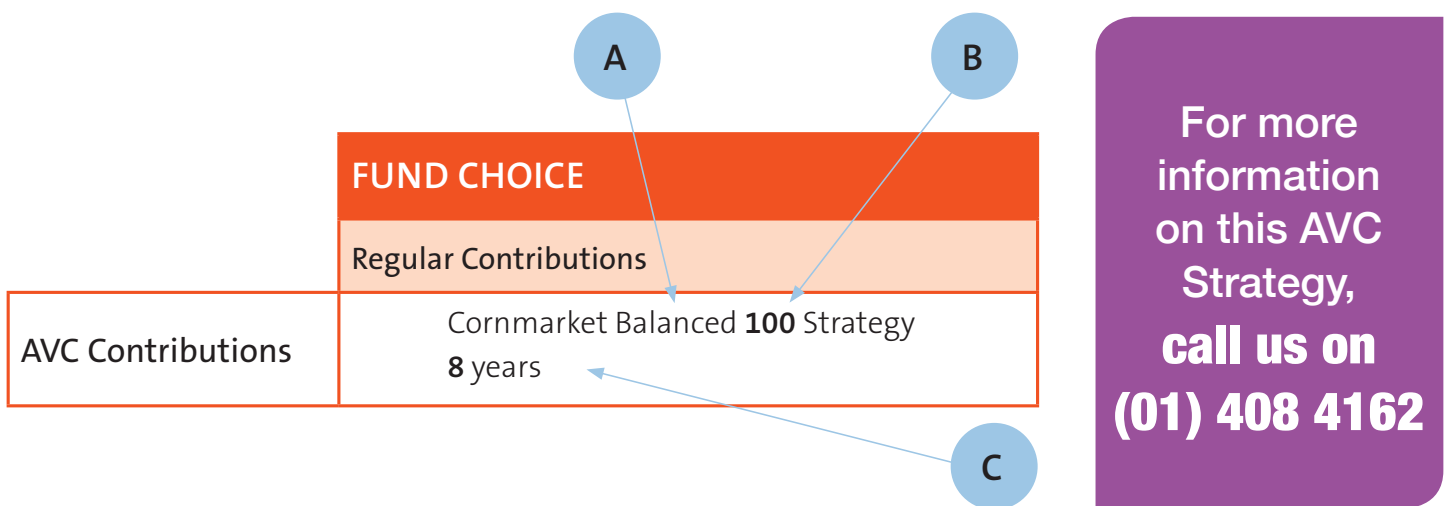 A
B
FUND CHOICE
Regular Contributions
AVC Contributions
Cornmarket Balanced 100 Strategy
8 years
C
For more
information
on this AVC
Strategy,
call us on
(01) 408 4162